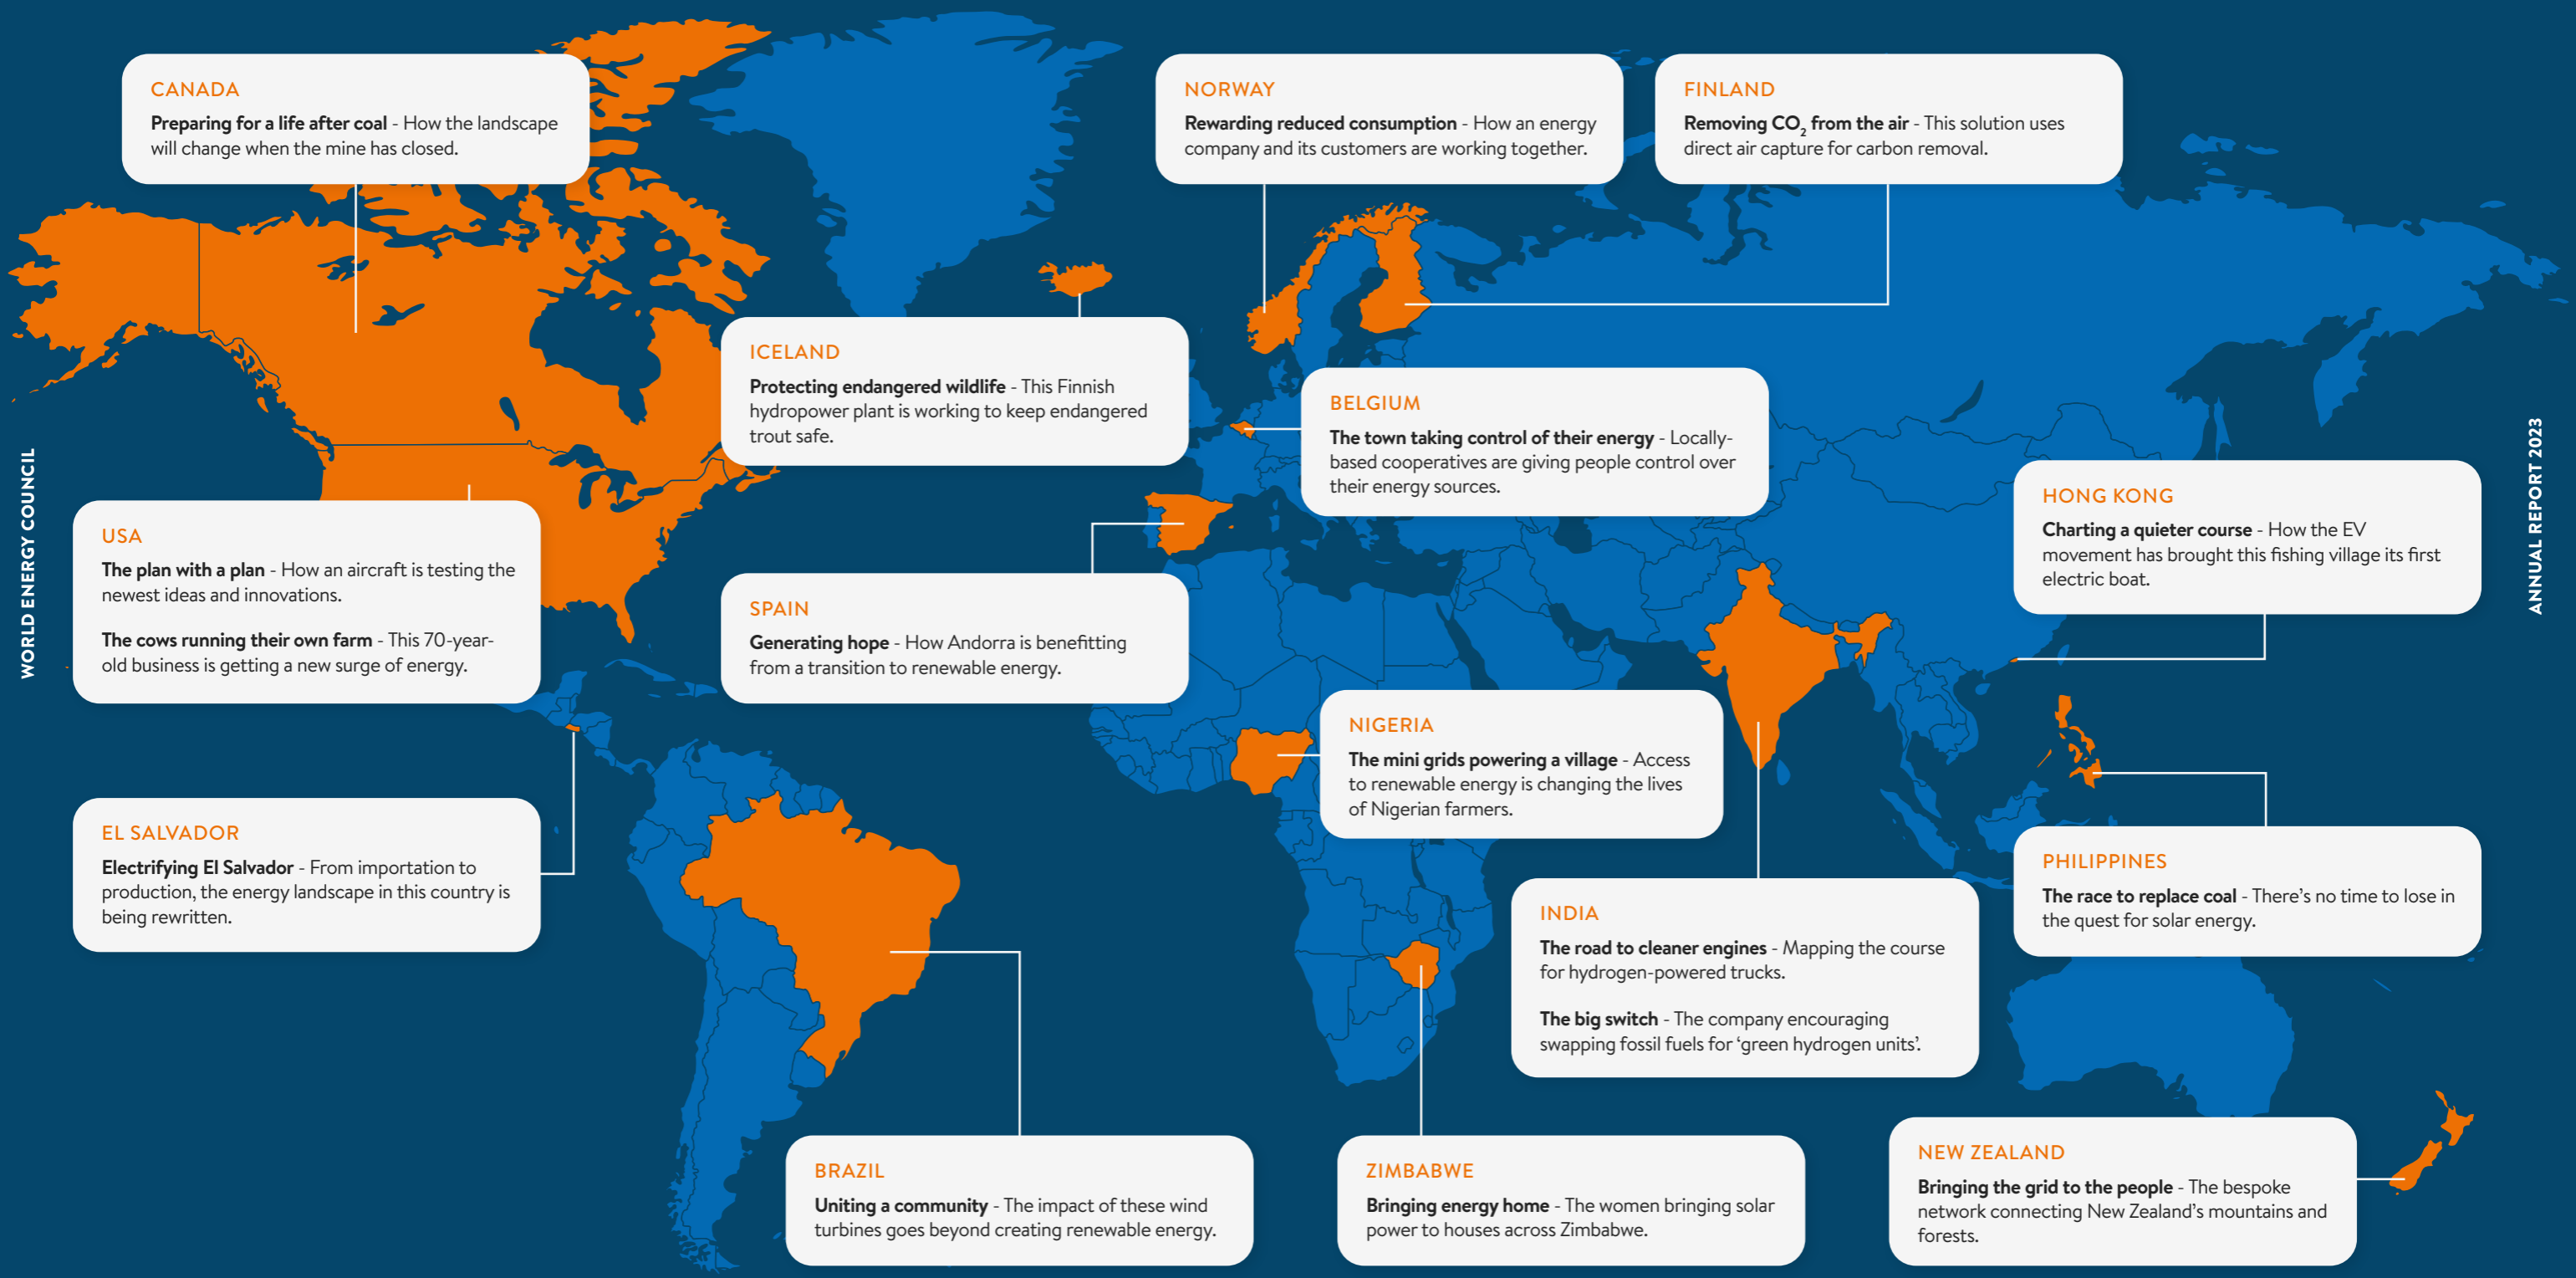 WORLD ENERGY COUNCIL
CANADA
Preparing for a life after coal - How the landscape
will change when the mine has closed.
NORWAY
Rewarding reduced consumption - How an energy
company and its customers are working together.
FINLAND
Removing CO2 from the air - This solution uses
direct air capture for carbon removal.
ICELAND
Protecting endangered wildlife - This Finnish
hydropower plant is working to keep endangered
trout safe.
BELGIUM
The town taking control of their energy - Locally-
based cooperatives are giving people control over
their energy sources.
HONG KONG
Charting a quieter course - How the EV
movement has brought this fishing village its first
electric boat.
USA
The plan with a plan - How an aircraft is testing the
newest ideas and innovations.
The cows running their own farm - This 70-year-
old business is getting a new surge of energy.
SPAIN
Generating hope - How Andorra is benefitting
from a transition to renewable energy.
NIGERIA
The mini grids powering a village - Access
to renewable energy is changing the lives
of Nigerian farmers.
EL SALVADOR
Electrifying El Salvador - From importation to
production, the energy landscape in this country is
being rewritten.
PHILIPPINES
The race to replace coal - There's no time to lose in
the quest for solar energy.
INDIA
The road to cleaner engines - Mapping the course
for hydrogen-powered trucks.
The big switch - The company encouraging
swapping fossil fuels for ‘green hydrogen units’.
BRAZIL
Uniting a community - The impact of these wind
turbines goes beyond creating renewable energy.
ZIMBABWE
Bringing energy home - The women bringing solar
power to houses across Zimbabwe.
NEW ZEALAND
Bringing the grid to the people - The bespoke
network connecting New Zealand's mountains and
forests.
ANNUAL REPORT 2023